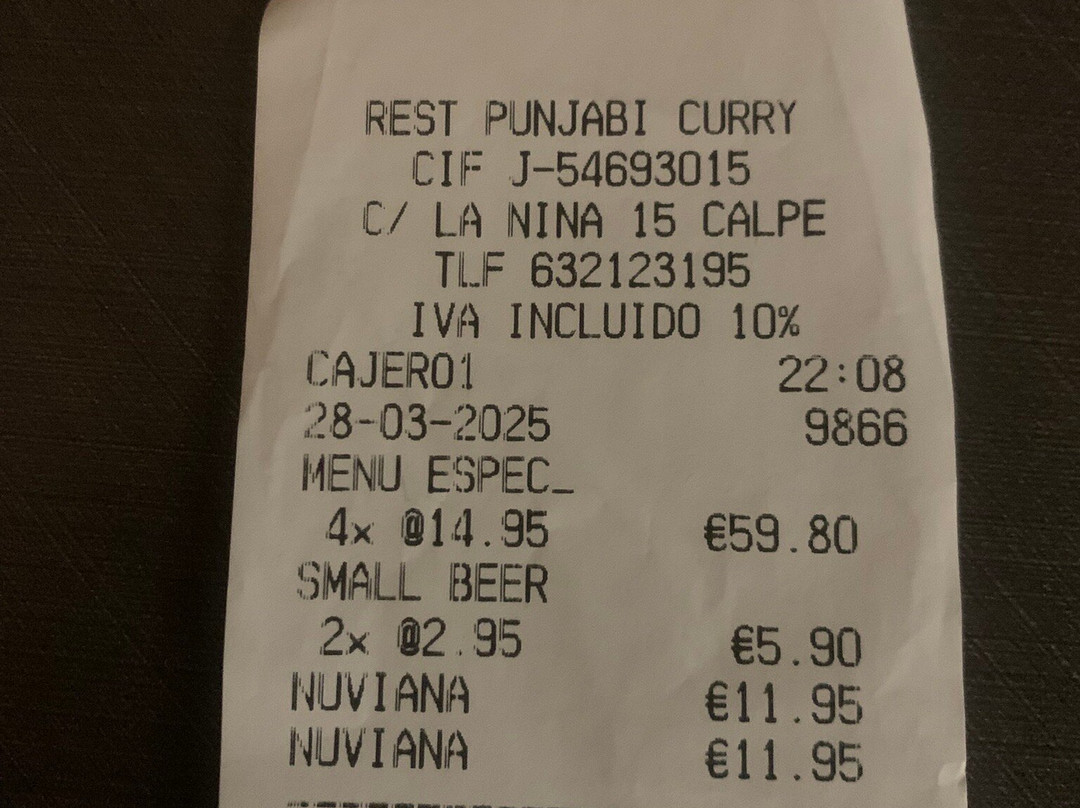 REST PUNJABI CURRY
CIF J-54693015
C/ LA NINA 15 CALPE
TLF 632123195
IVA INCLUIDO 10%
CAJERO1 22:08
28-03-2025 9866
MENU ESPEC_
4x @14.95 €59.80
SMALL BEER
2x @2.95 €5.90
NUVIANA €11.95
NUVIANA €11.95